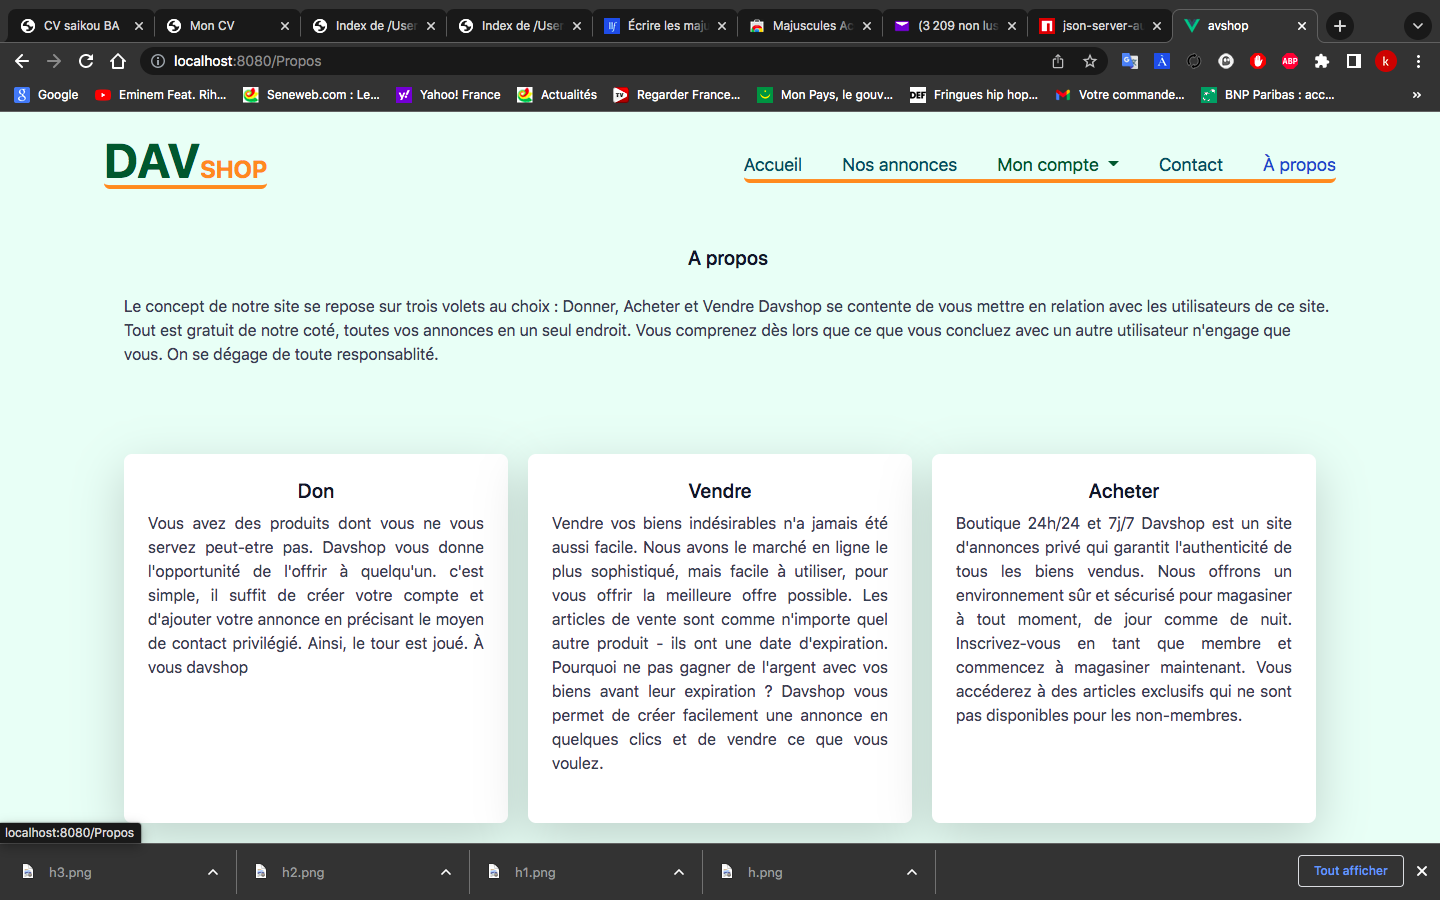 CV saikou BA
Mon CV
Index de /User
Index de /User
Écrire les maju
Majuscules Ac
(3 209 non lus
json-server-au
avshop
localhost:8080/Propos
Google
Eminem Feat. Rih...
Seneweb.com : Le...
Yahoo! France
Actualités
Regarder France...
Mon Pays, le gouv...
Fringues hip hop...
Votre commande...
BNP Paribas : acc...
DAVSHOP
Accueil
Nos annonces
Mon compte
Contact
À propos
A propos
Le concept de notre site se repose sur trois volets au choix : Donner, Acheter et Vendre Davshop se contente de vous mettre en relation avec les utilisateurs de ce site.
Tout est gratuit de notre coté, toutes vos annonces en un seul endroit. Vous comprenez dès lors que ce que vous concluez avec un autre utilisateur n'engage que
vous. On se dégage de toute responsablité.
Don
Vous avez des produits dont vous ne vous
servez peut-etre pas. Davshop vous donne
l'opportunité de l'offrir à quelqu'un. c'est
simple, il suffit de créer votre compte et
d'ajouter votre annonce en précisant le moyen
de contact privilégié. Ainsi, le tour est joué. À
vous davshop
Vendre
Vendre vos biens indésirables n'a jamais été
aussi facile. Nous avons le marché en ligne le
plus sophistiqué, mais facile à utiliser, pour
vous offrir la meilleure offre possible. Les
articles de vente sont comme n'importe quel
autre produit - ils ont une date d'expiration.
Pourquoi ne pas gagner de l'argent avec vos
biens avant leur expiration ? Davshop vous
permet de créer facilement une annonce en
quelques clics et de vendre ce que vous
voulez.
Acheter
Boutique 24h/24 et 7j/7 Davshop est un site
d'annonces privé qui garantit l'authenticité de
tous les biens vendus. Nous offrons un
environnement sûr et sécurisé pour magasiner
à tout moment, de jour comme de nuit.
Inscrivez-vous en tant que membre et
commencez à magasiner maintenant. Vous
accéderez à des articles exclusifs qui ne sont
pas disponibles pour les non-membres.
localhost:8080/Propos
h3.png
h2.png
h1.png
h.png
Tout afficher